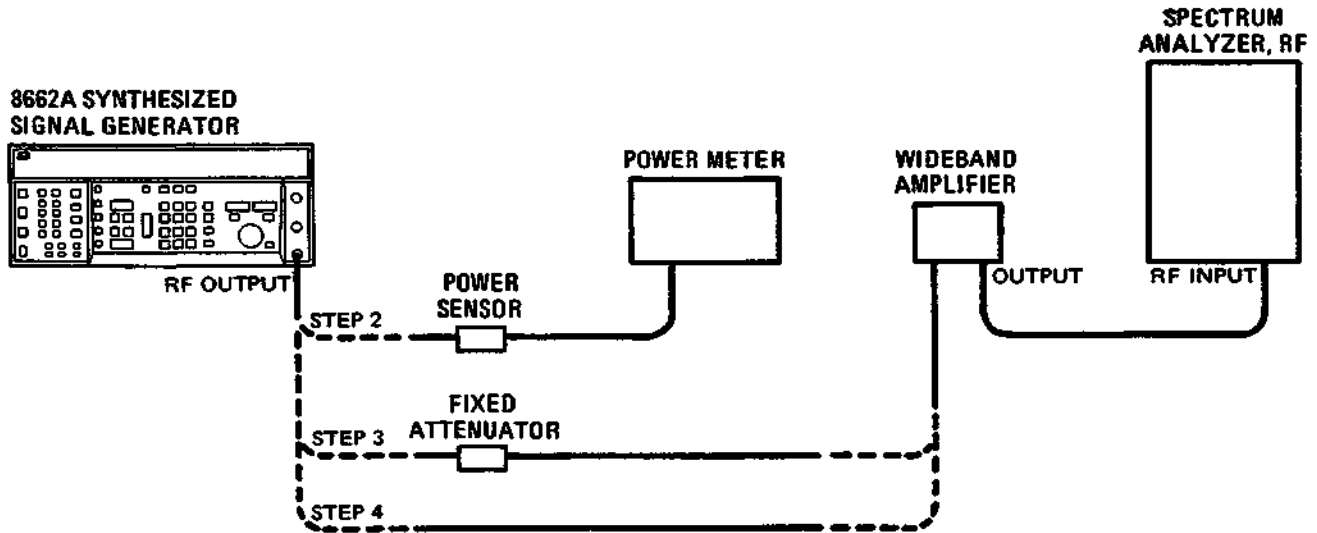 SPECTRUM
ANALYZER, RF
8662A SYNTHESIZED
SIGNAL GENERATOR
POWER METER
WIDEBAND
AMPLIFIER
RF OUTPUT
OUTPUT
RF INPUT
POWER
SENSOR
STEP 2
FIXED
ATTENUATOR
STEP 3
STEP 4